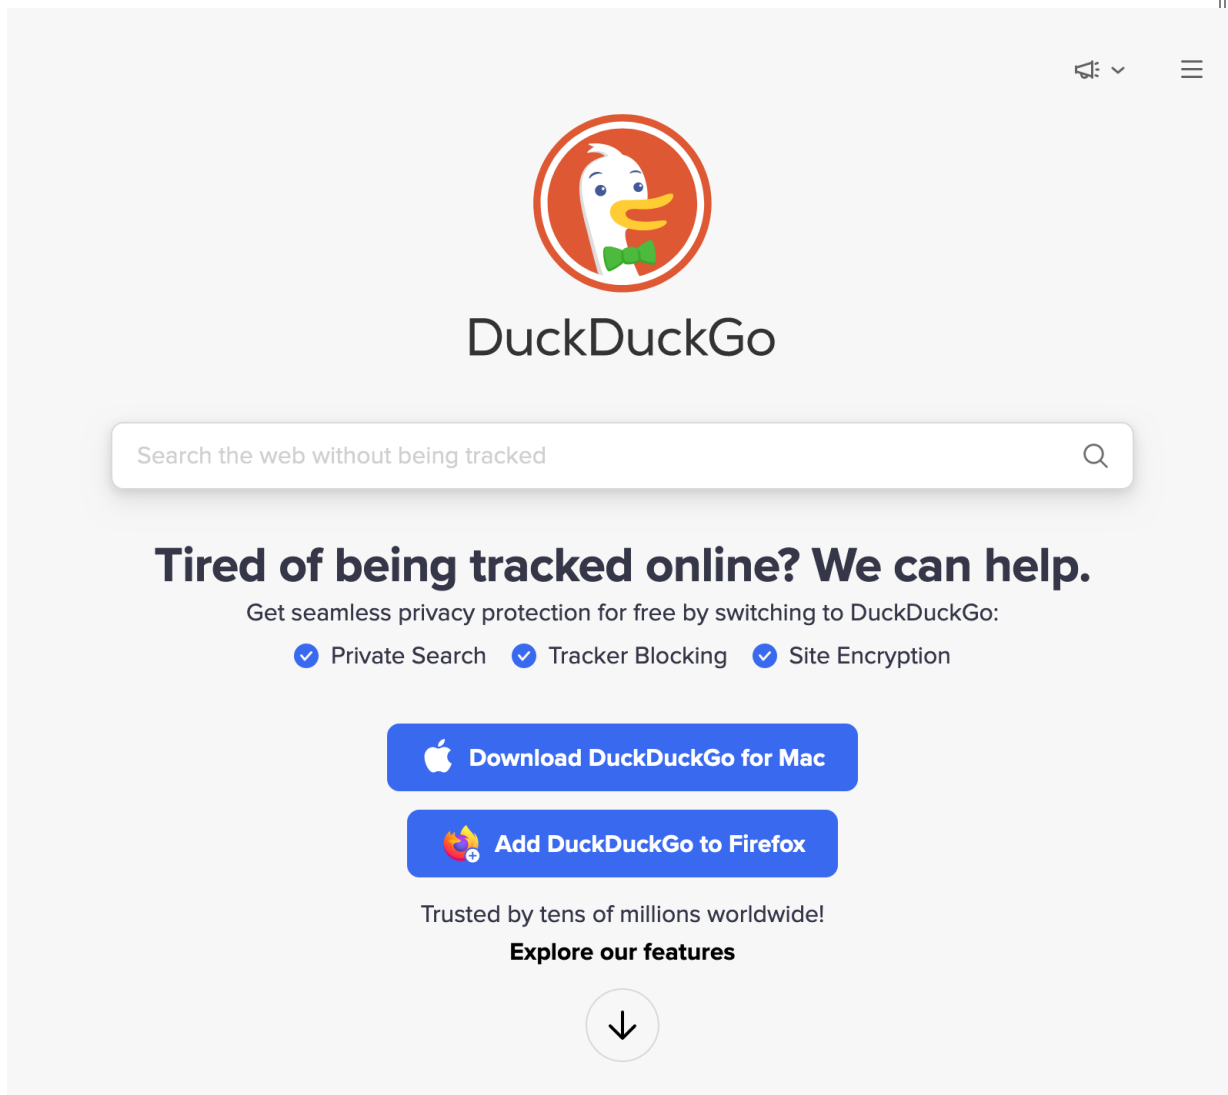 DuckDuckGo
Search the web without being tracked
Tired of being tracked online? We can help.
Get seamless privacy protection for free by switching to DuckDuckGo:
Private Search Tracker Blocking Site Encryption
Download DuckDuckGo for Mac
Add DuckDuckGo to Firefox
Trusted by tens of millions worldwide!
Explore our features